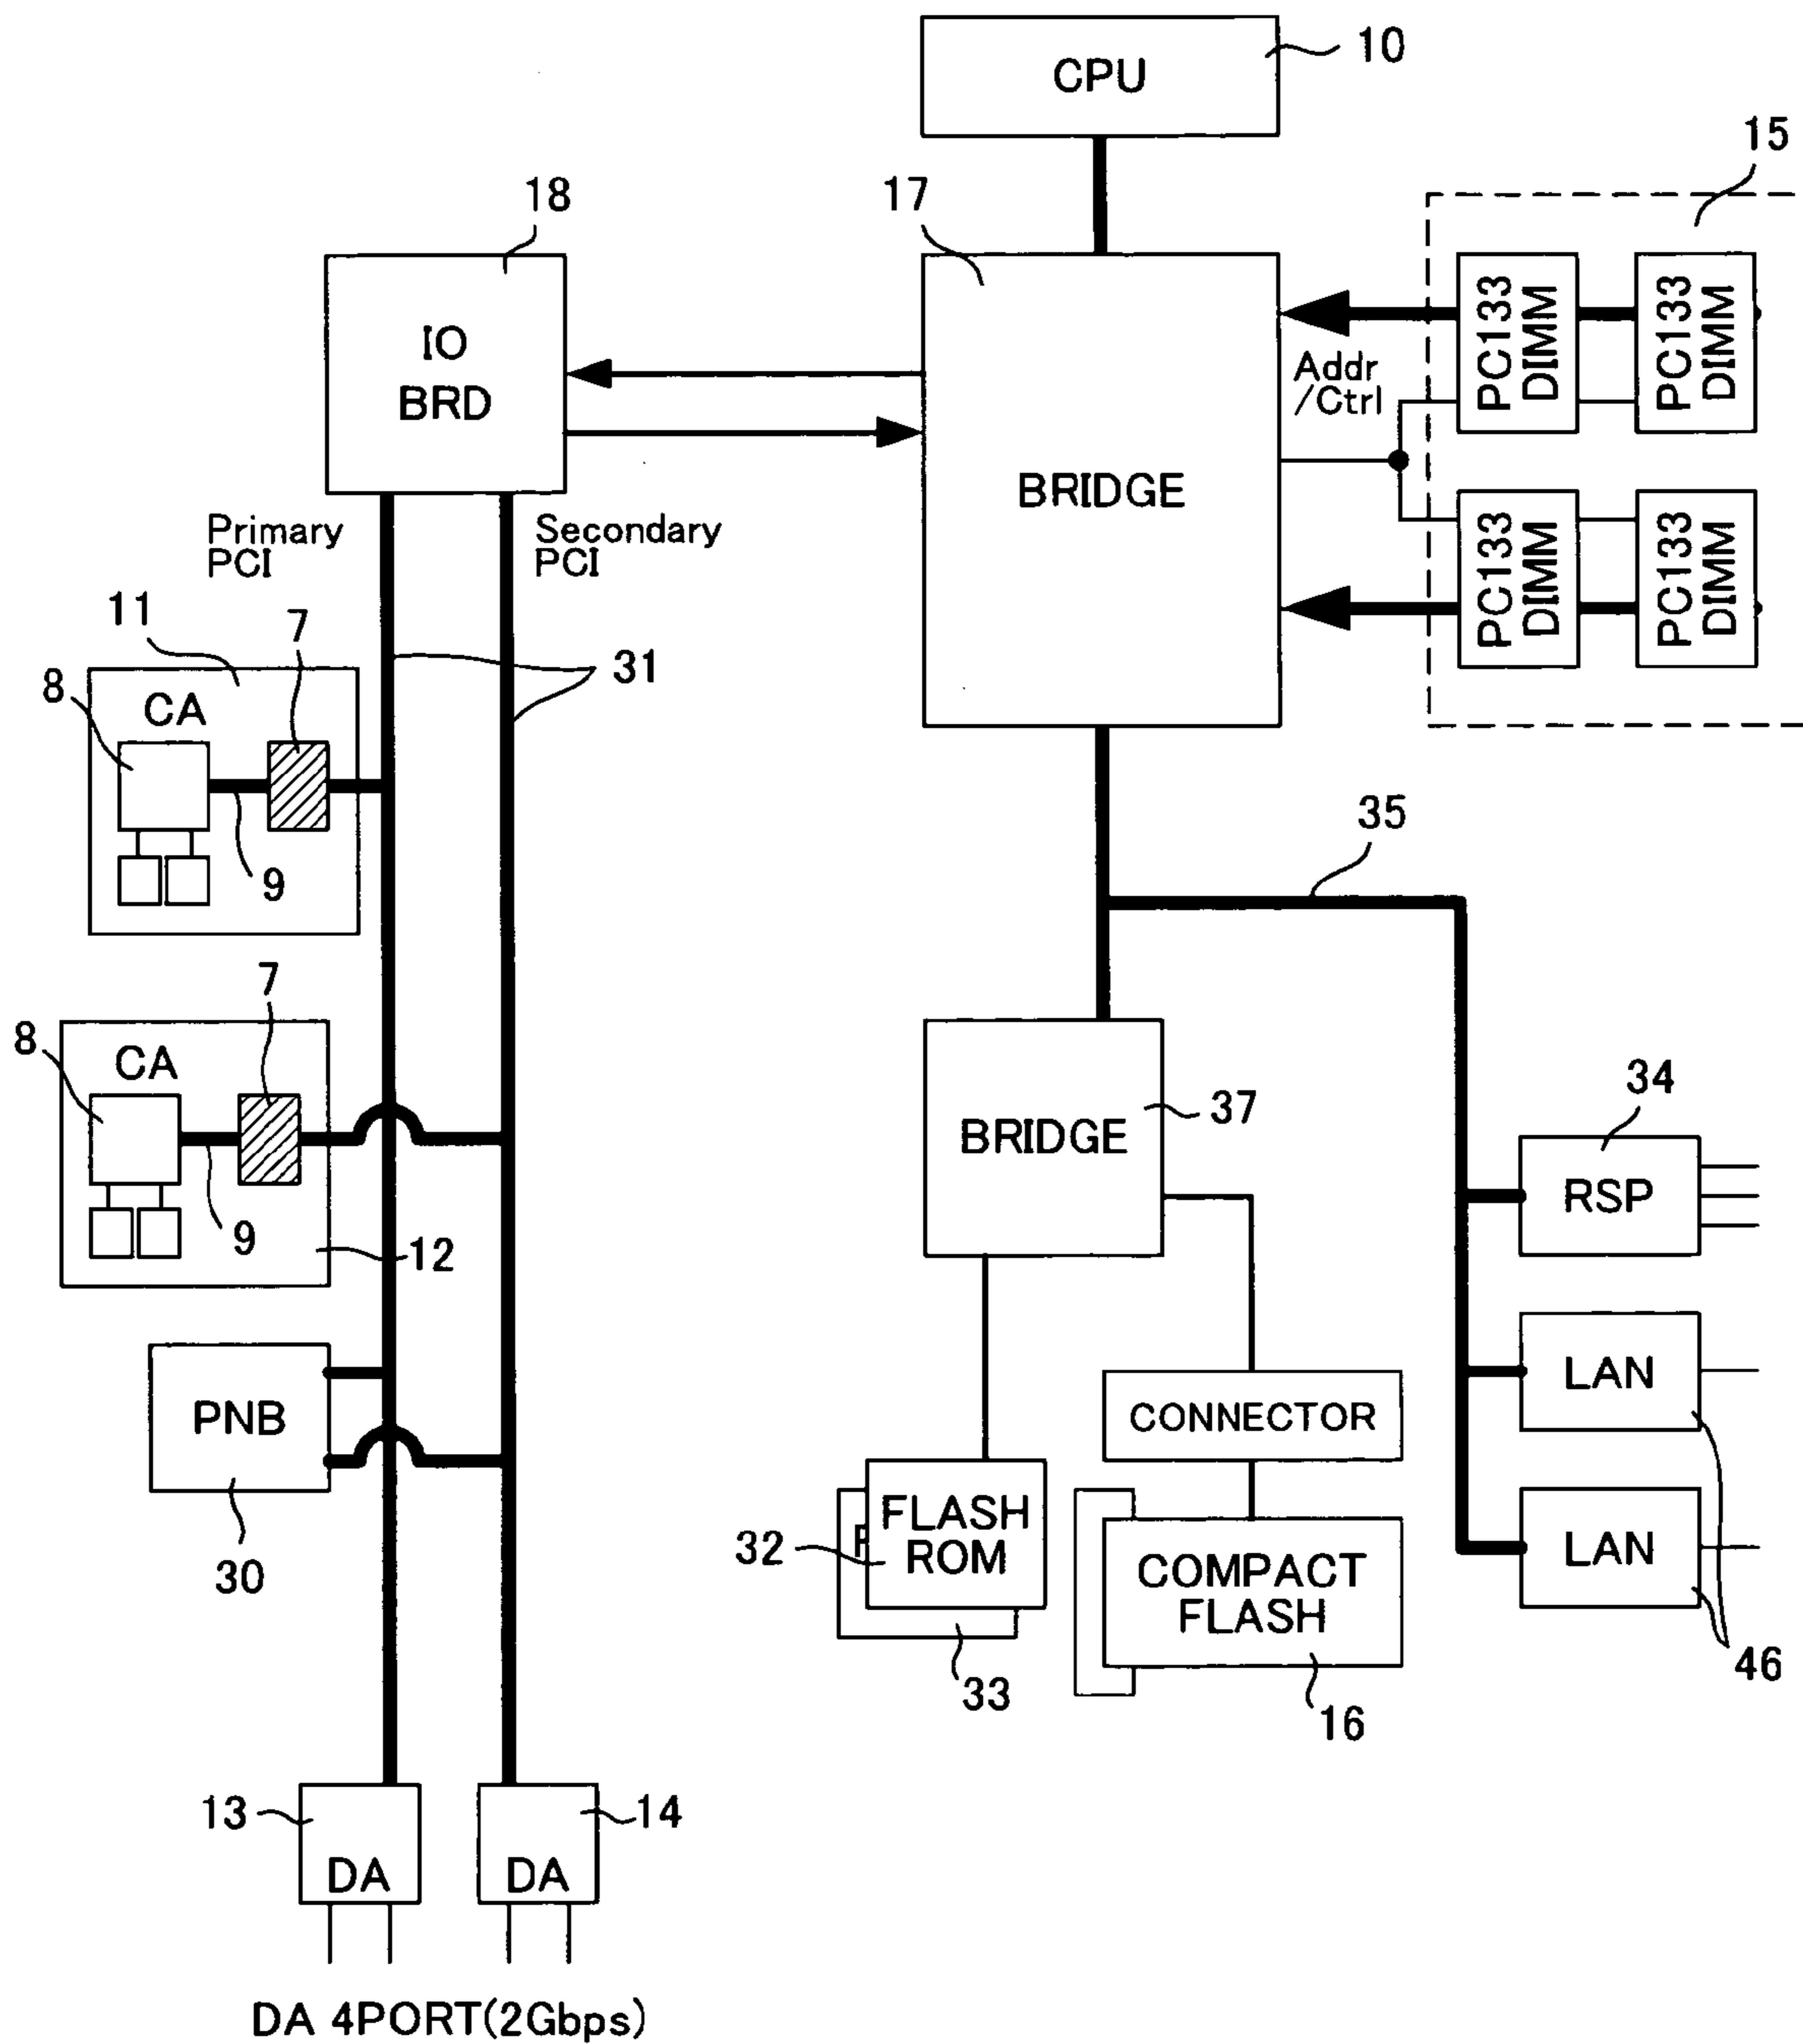 10
CPU
15
18
17
IO
BRD
BRIDGE
Addr
/Ctrl
PC133
DIMM
PC133
DIMM
PC133
DIMM
PC133
DIMM
Primary
PCI
Secondary
PCI
11
7
8
CA
9
31
35
7
8
CA
9
12
BRIDGE
37
34
RSP
PNB
30
CONNECTOR
LAN
FLASH
ROM
32
33
COMPACT
FLASH
16
LAN
46
13
DA
14
DA
DA 4PORT(2Gbps)